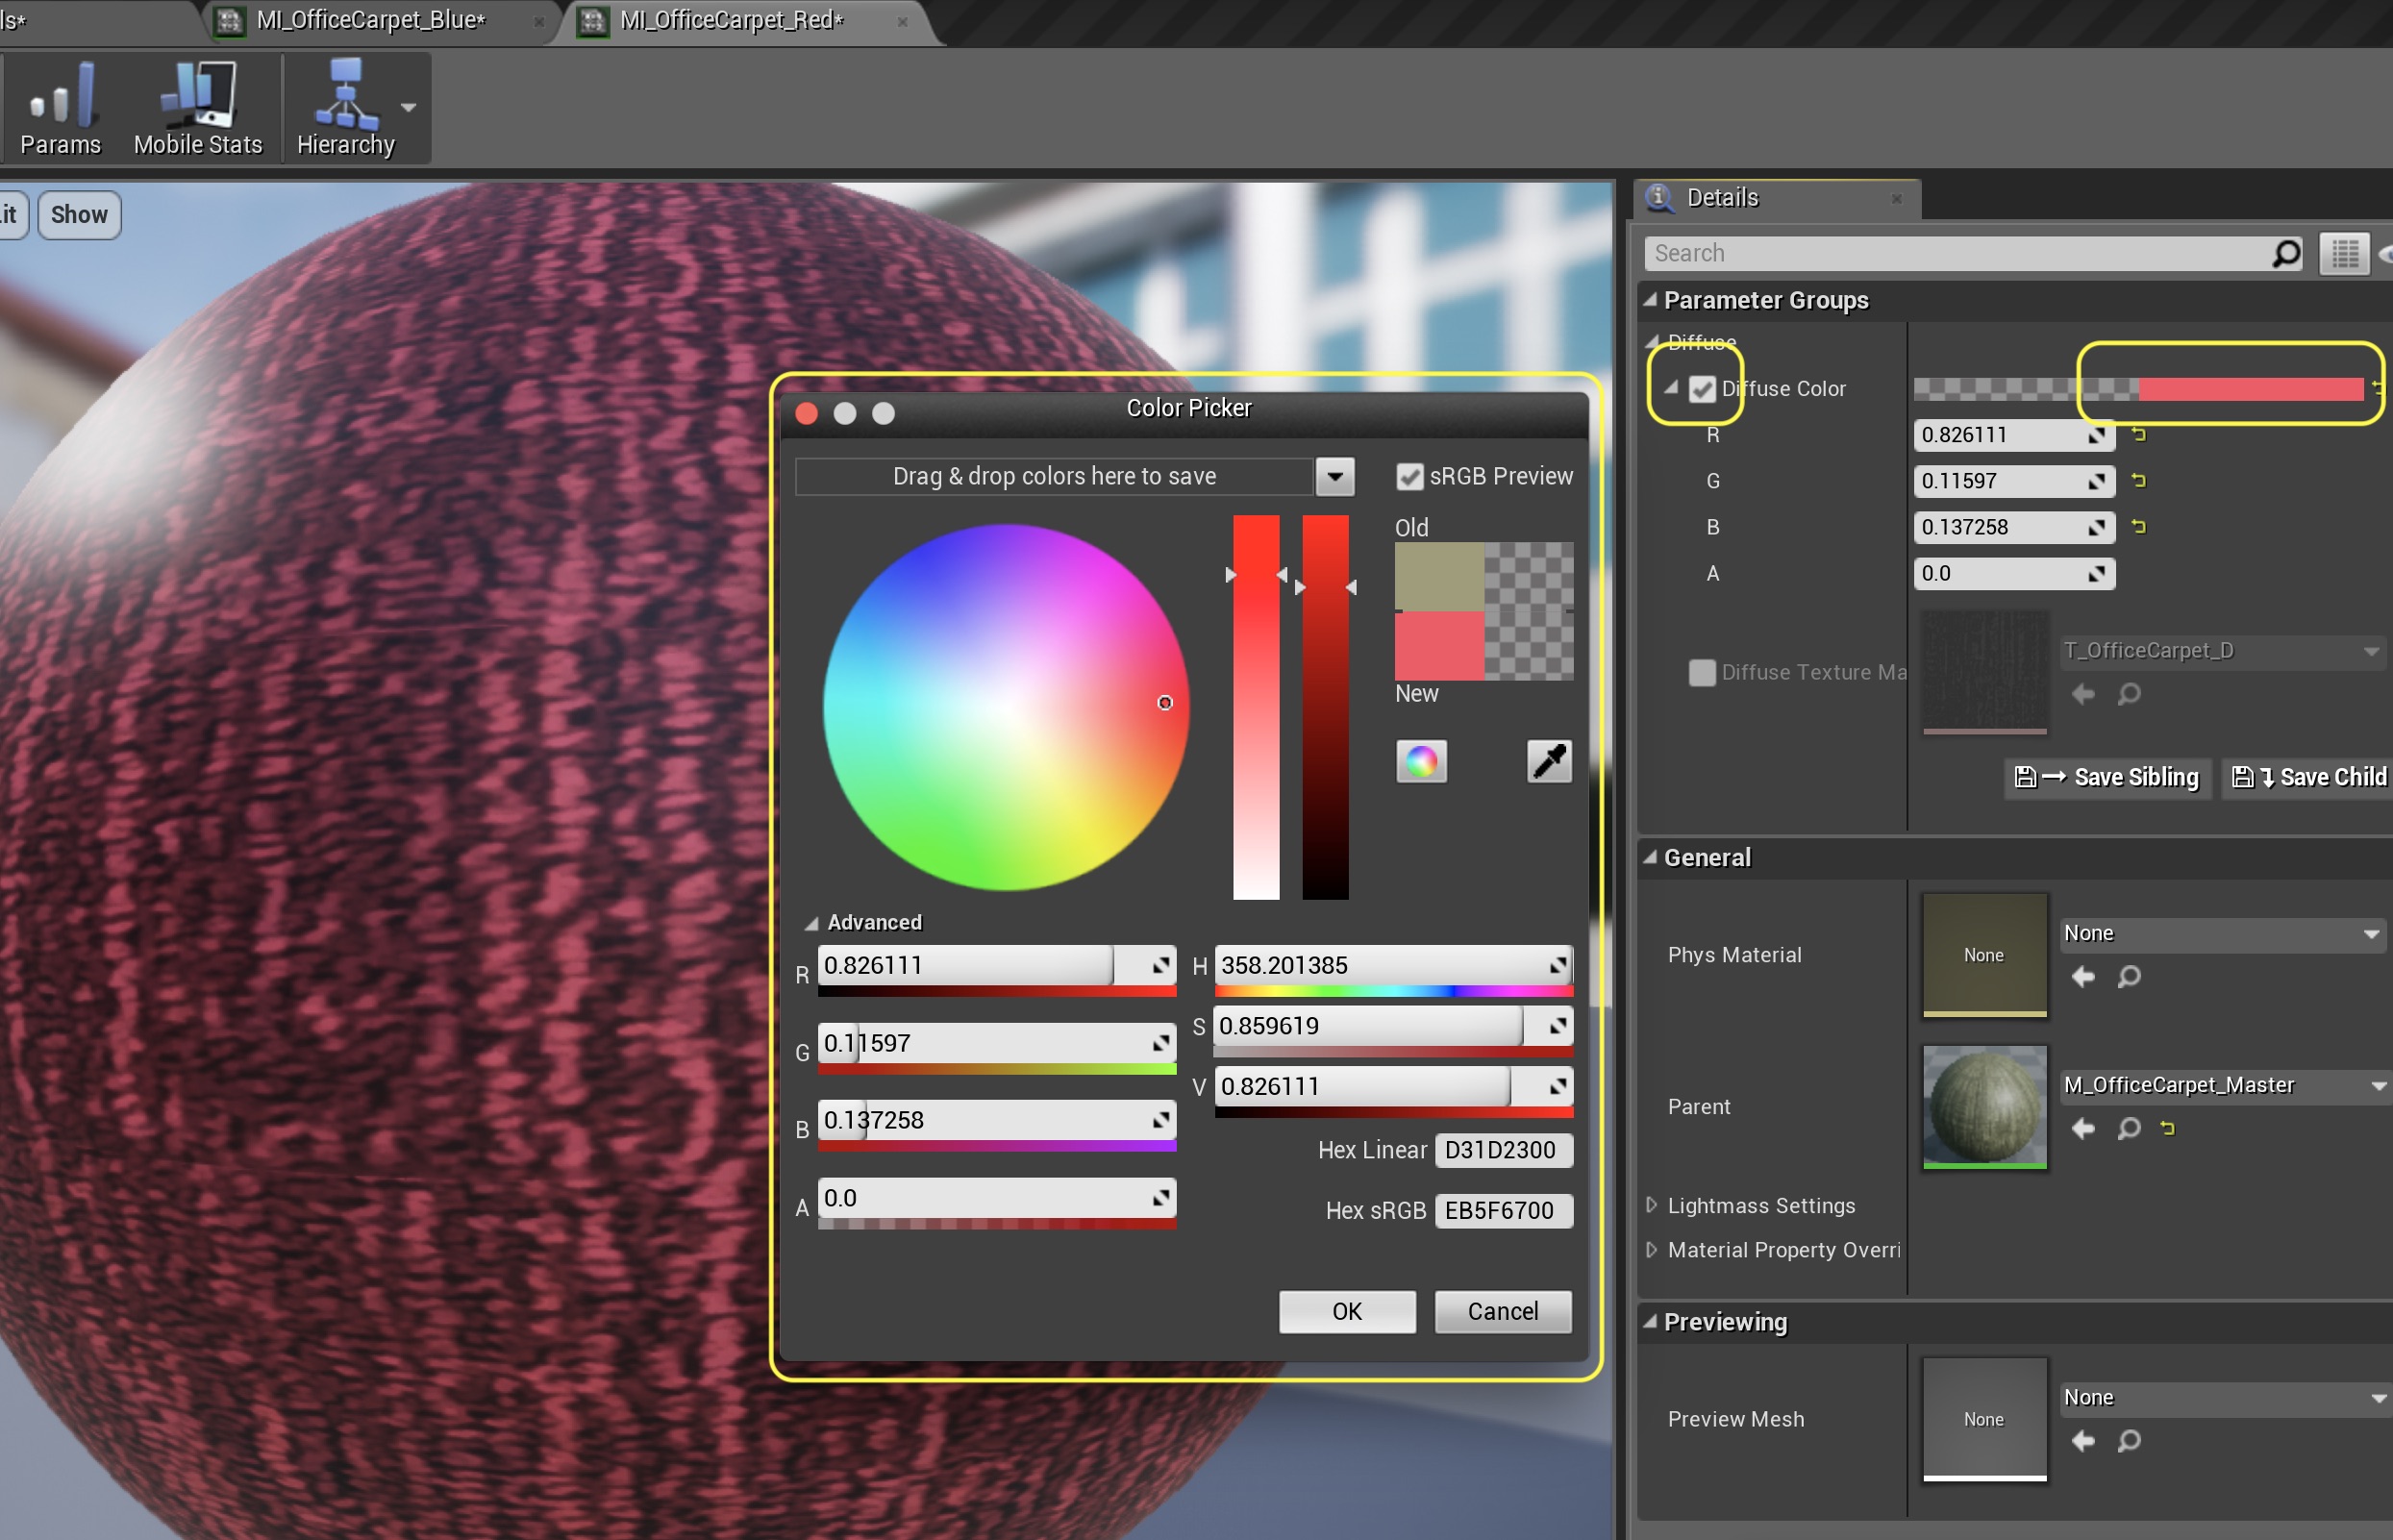 ls*
MI_OfficeCarpet_Blue*
MI_OfficeCarpet_Red*
Params
Mobile Stats
Hierarchy
Show
Details
Search
Parameter Groups
Diffuse
Diffuse Color
R 0.826111
G 0.11597
B 0.137258
A 0.0
Diffuse Texture Ma
T_OfficeCarpet_D
Save Sibling
Save Child
General
Phys Material
None
None
Parent
M_OfficeCarpet_Master
Lightmass Settings
Material Property Overri
Previewing
Preview Mesh
None
None
Color Picker
Drag & drop colors here to save
sRGB Preview
Old
New
Advanced
R 0.826111
G 0.11597
B 0.137258
A 0.0
H 358.201385
S 0.859619
V 0.826111
Hex Linear D31D2300
Hex sRGB EB5F6700
OK
Cancel